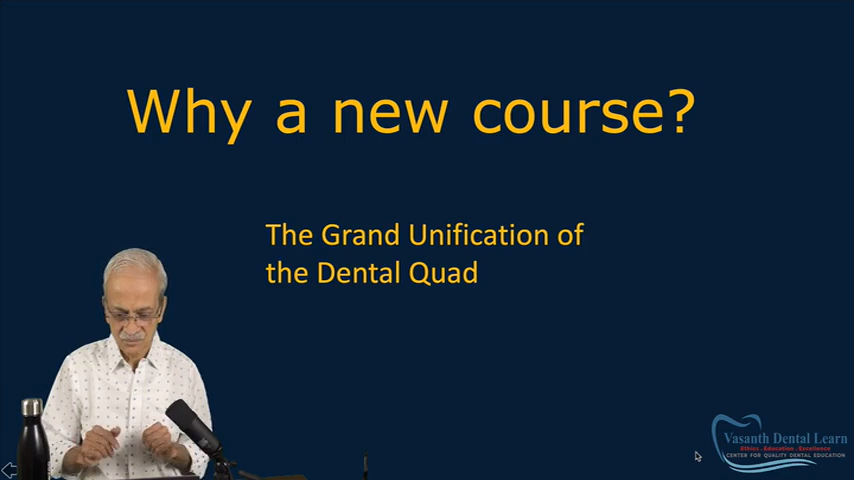 Why a new course?
The Grand Unification of
the Dental Quad
Vasanth Dental Learn
Ethics . Education . Excellence
CENTER FOR QUALITY DENTAL EDUCATION